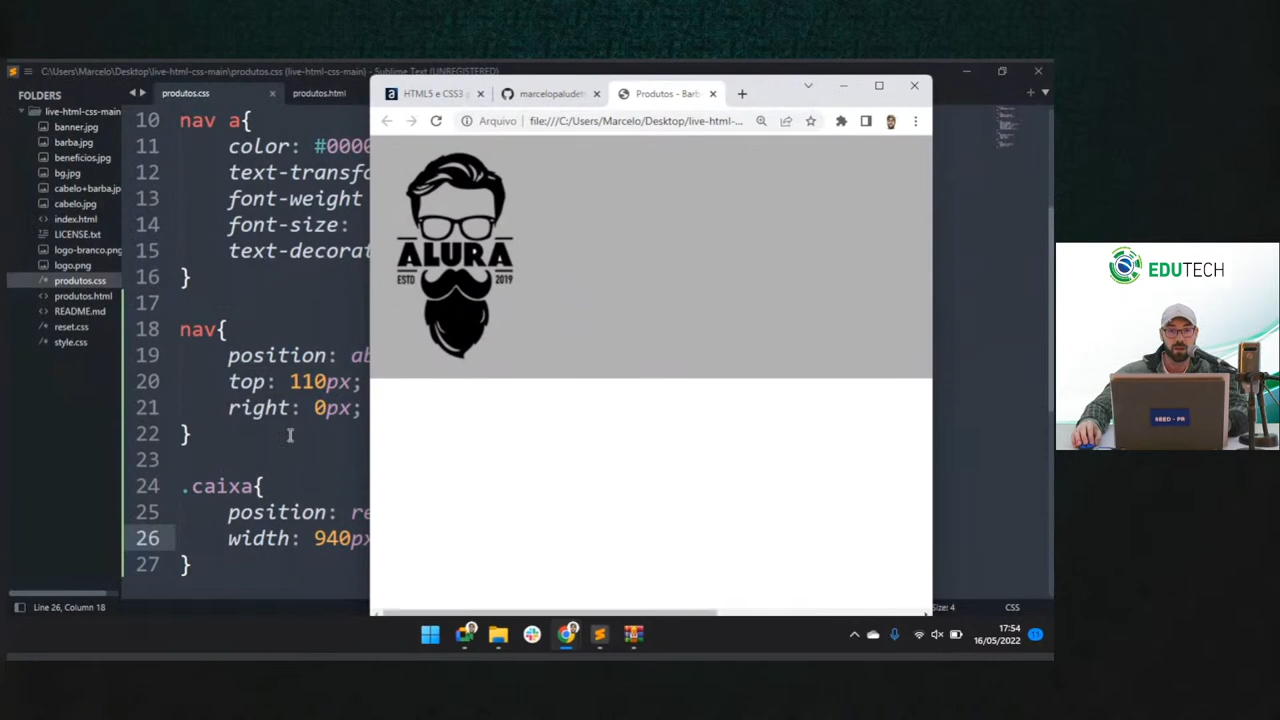 C:\Users\Marcelo\Desktop\live-html-css-main\produtos.css (live-html-css-main) - Sublime Text (UNREGISTERED)
FOLDERS
live-html-css-main
banner.jpg
barba.jpg
beneficios.jpg
bg.jpg
cabelo+barba.jp
cabelo.jpg
index.html
LICENSE.txt
logo-branco.png
logo.png
produtos.css
produtos.html
README.md
reset.css
style.css
produtos.css
produtos.html
10 nav a{
11 color: #0000
12 text-transfo
13 font-weight
14 font-size:
15 text-decorat
16 }
17
18 nav{
19 position: ab
20 top: 110px;
21 right: 0px;
22 }
23
24 .caixa{
25 position: re
26 width: 940px
27 }
HTML5 e CSS3
marcelopaludet
Produtos - Barb
Arquivo
file:///C:/Users/Marcelo/Desktop/live-html-...
ALURA
ESTD 2019
EDUTECH
SEED - PR
Line 26, Column 18
Size: 4
CSS
17:54
16/05/2022
11